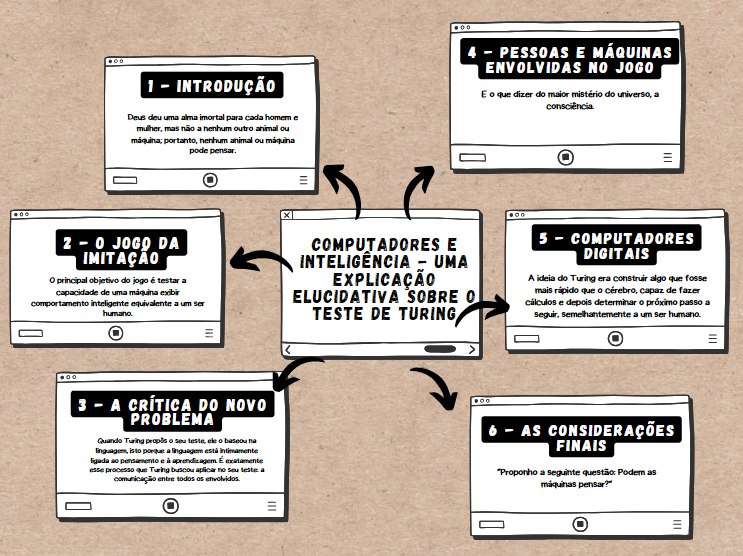 1 - INTRODUÇÃO
Deus deu uma alma imortal para cada homem e
mulher, mas não a nenhum outro animal ou
máquina; portanto, nenhum animal ou máquina
pode pensar.
2 - O JOGO DA
IMITAÇÃO
O principal objetivo do jogo é testar a
capacidade de uma máquina exibir
comportamento inteligente equivalente a um ser
humano.
3 - A CRÍTICA DO NOVO
PROBLEMA
Quando Turing propôs o seu teste, ele o baseou na
linguagem, isto porque a linguagem está intimamente
ligada ao pensamento e à aprendizagem. É exatamente
esse processo que Turing buscou aplicar no seu teste: a
comunicação entre todos os envolvidos.
COMPUTADORES E
INTELIGÊNCIA - UMA
EXPLICAÇÃO
ELUCIDATIVA SOBRE O
TESTE DE TURING
4 - PESSOAS E MÁQUINAS
ENVOLVIDAS NO JOGO
E o que dizer do maior mistério do universo, a
consciência.
5 - COMPUTADORES
DIGITAIS
A ideia do Turing era construir algo que fosse
mais rápido que o cérebro, capaz de fazer
cálculos e depois determinar o próximo passo a
seguir, semelhantemente a um ser humano.
6 - AS CONSIDERAÇÕES
FINAIS
"Proponho a seguinte questão: Podem as
máquinas pensar?"